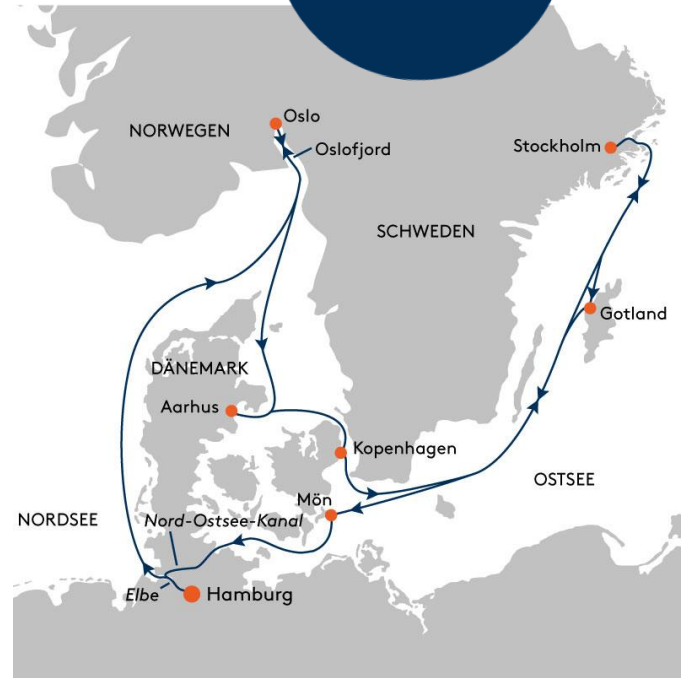 Oslo
NORWEGEN
Oslofjord
Stockholm
SCHWEDEN
Gotland
DÄNEMARK
Aarhus
Kopenhagen
OSTSEE
Mön
NORDSEE
Nord-Ostsee-Kanal
Elbe
Hamburg